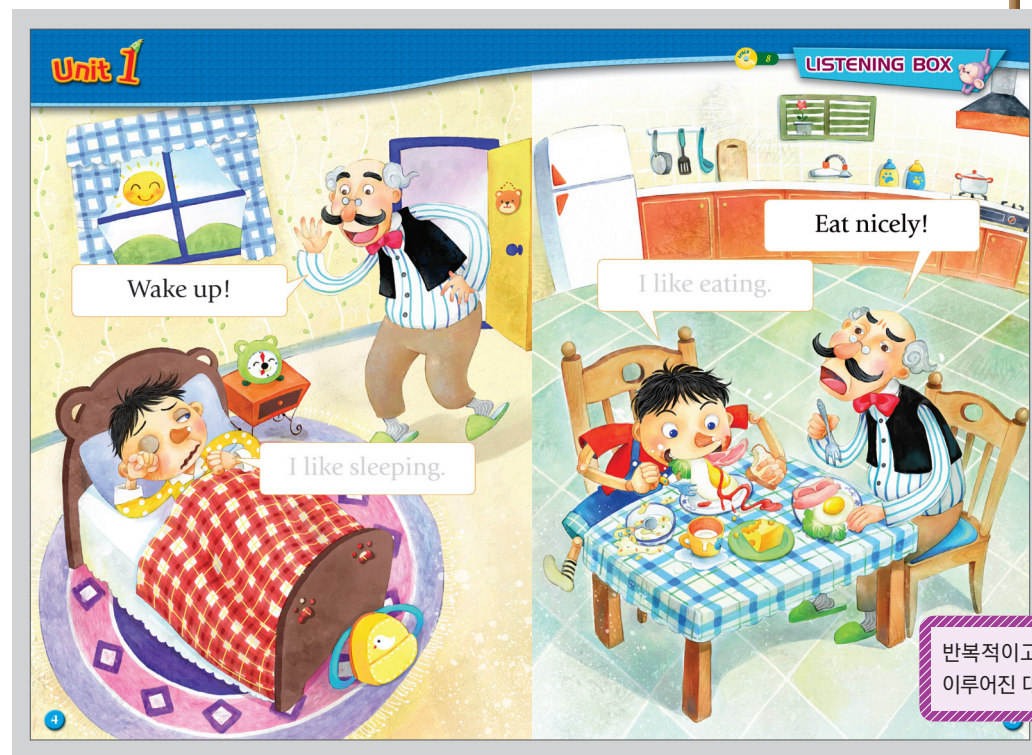 Unit 1
8
LISTENING BOX
Wake up!
I like sleeping.
4
Eat nicely!
I like eating.
반복적이고
이루어진